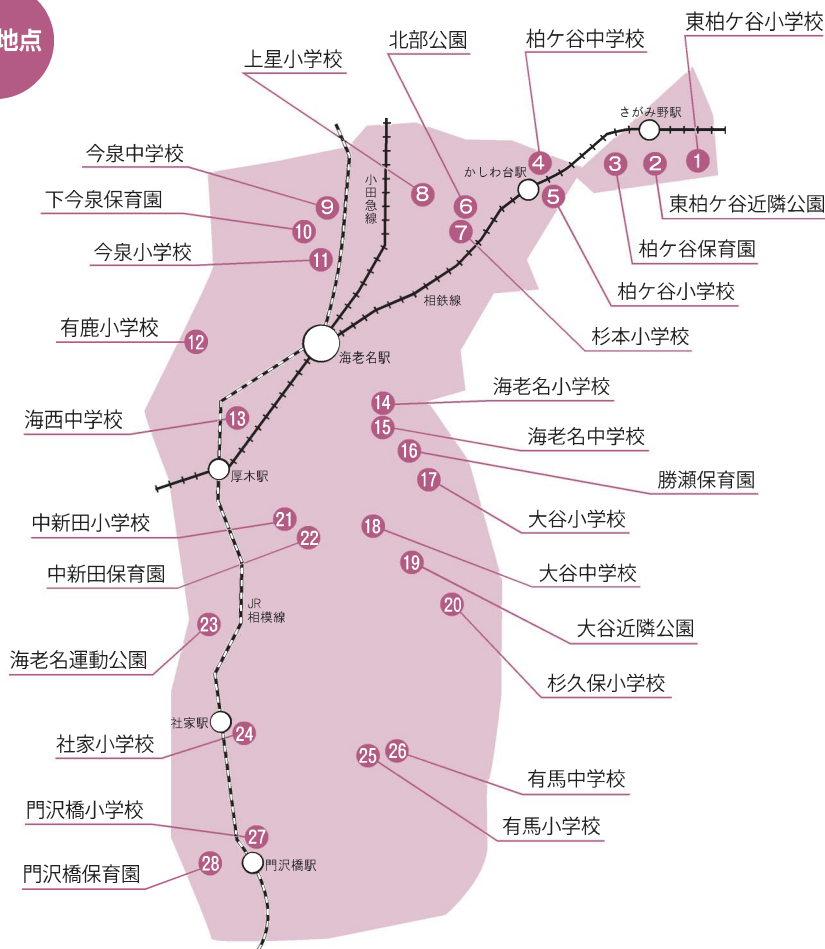 地点
東柏ケ谷小学校
北部公園
柏ケ谷中学校
上星小学校
さがみ野駅
今泉中学校
かしわ台駅
小田急線
下今泉保育園
東柏ケ谷近隣公園
今泉小学校
柏ケ谷保育園
柏ケ谷小学校
相鉄線
有鹿小学校
杉本小学校
海老名駅
海老名小学校
海西中学校
海老名中学校
厚木駅
勝瀬保育園
中新田小学校
大谷小学校
中新田保育園
大谷中学校
JR
相模線
大谷近隣公園
海老名運動公園
杉久保小学校
社家駅
社家小学校
有馬中学校
門沢橋小学校
有馬小学校
門沢橋駅
門沢橋保育園
1
2
3
4
5
6
7
8
9
10
11
12
13
14
15
16
17
18
19
20
21
22
23
24
25
26
27
28